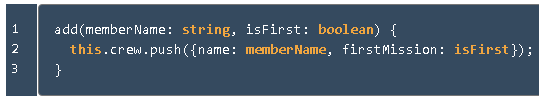 1 add(memberName: string, isFirst: boolean) {
2 this.crew.push({name: memberName, firstMission: isFirst});
3 }